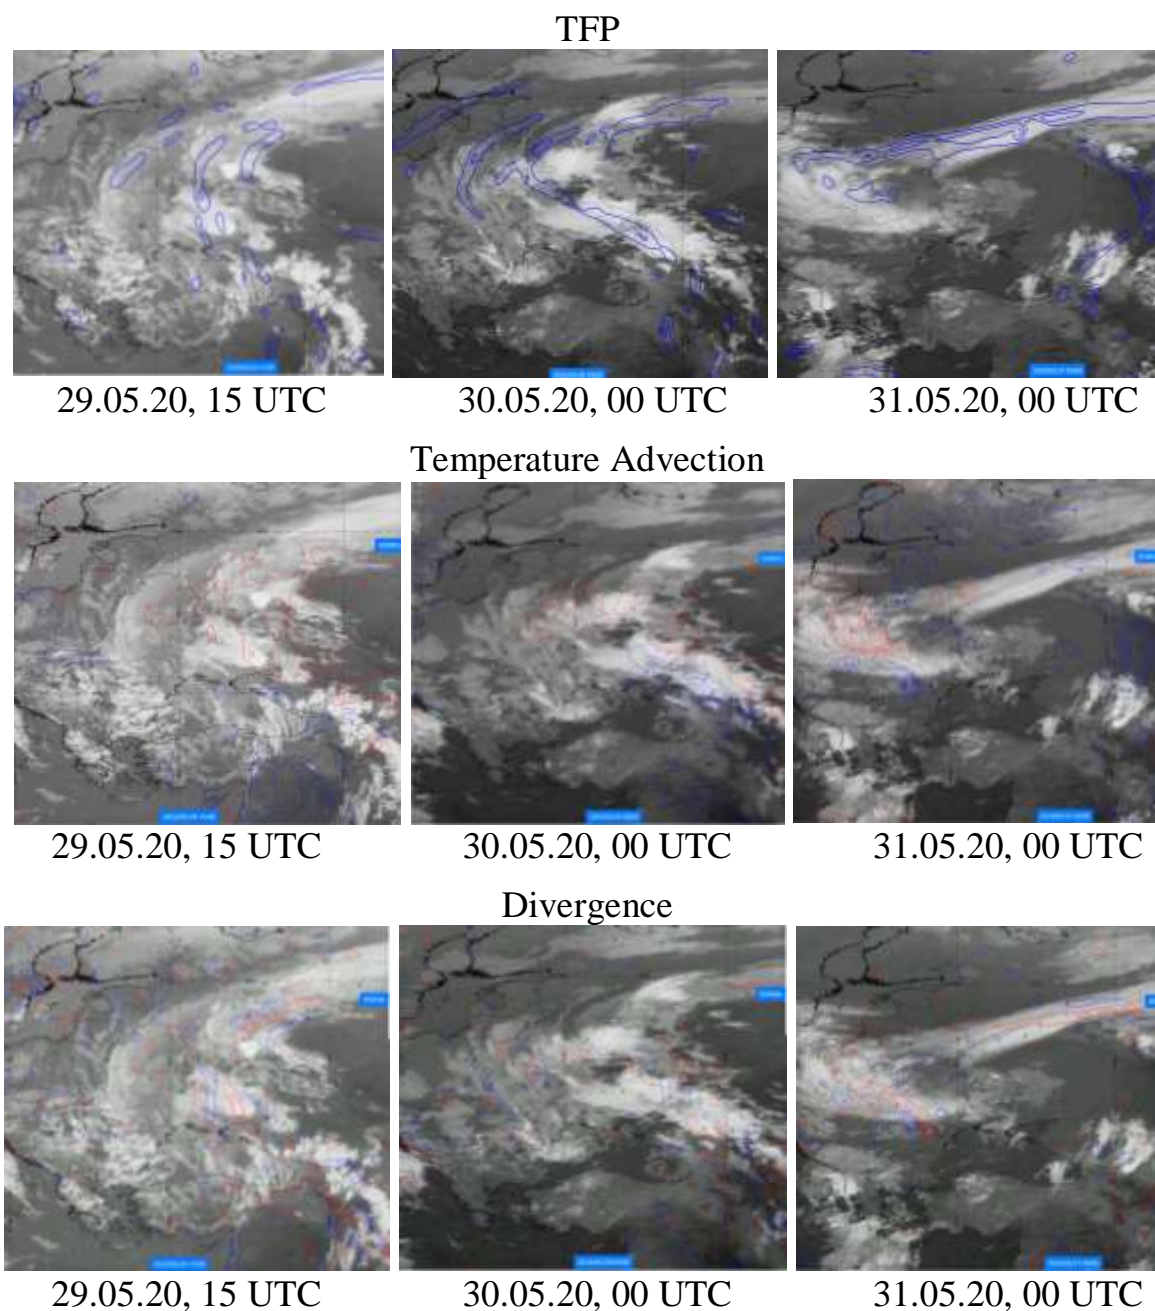 TFP
29.05.20, 15 UTC 30.05.20, 00 UTC 31.05.20, 00 UTC
Temperature Advection
29.05.20, 15 UTC 30.05.20, 00 UTC 31.05.20, 00 UTC
Divergence
29.05.20, 15 UTC 30.05.20, 00 UTC 31.05.20, 00 UTC